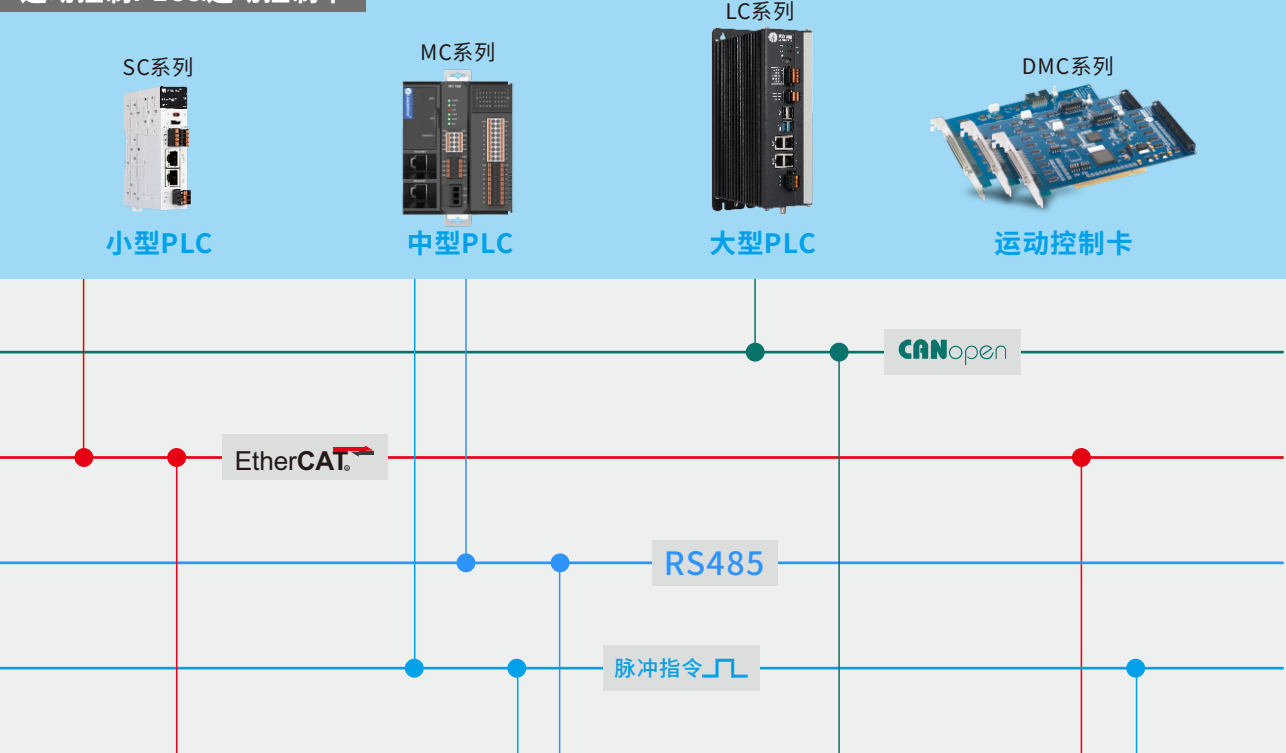 LC系列
MC系列
SC系列
DMC系列
小型PLC
中型PLC
大型PLC
运动控制卡
CANopen
EtherCAT
RS485
脉冲指令